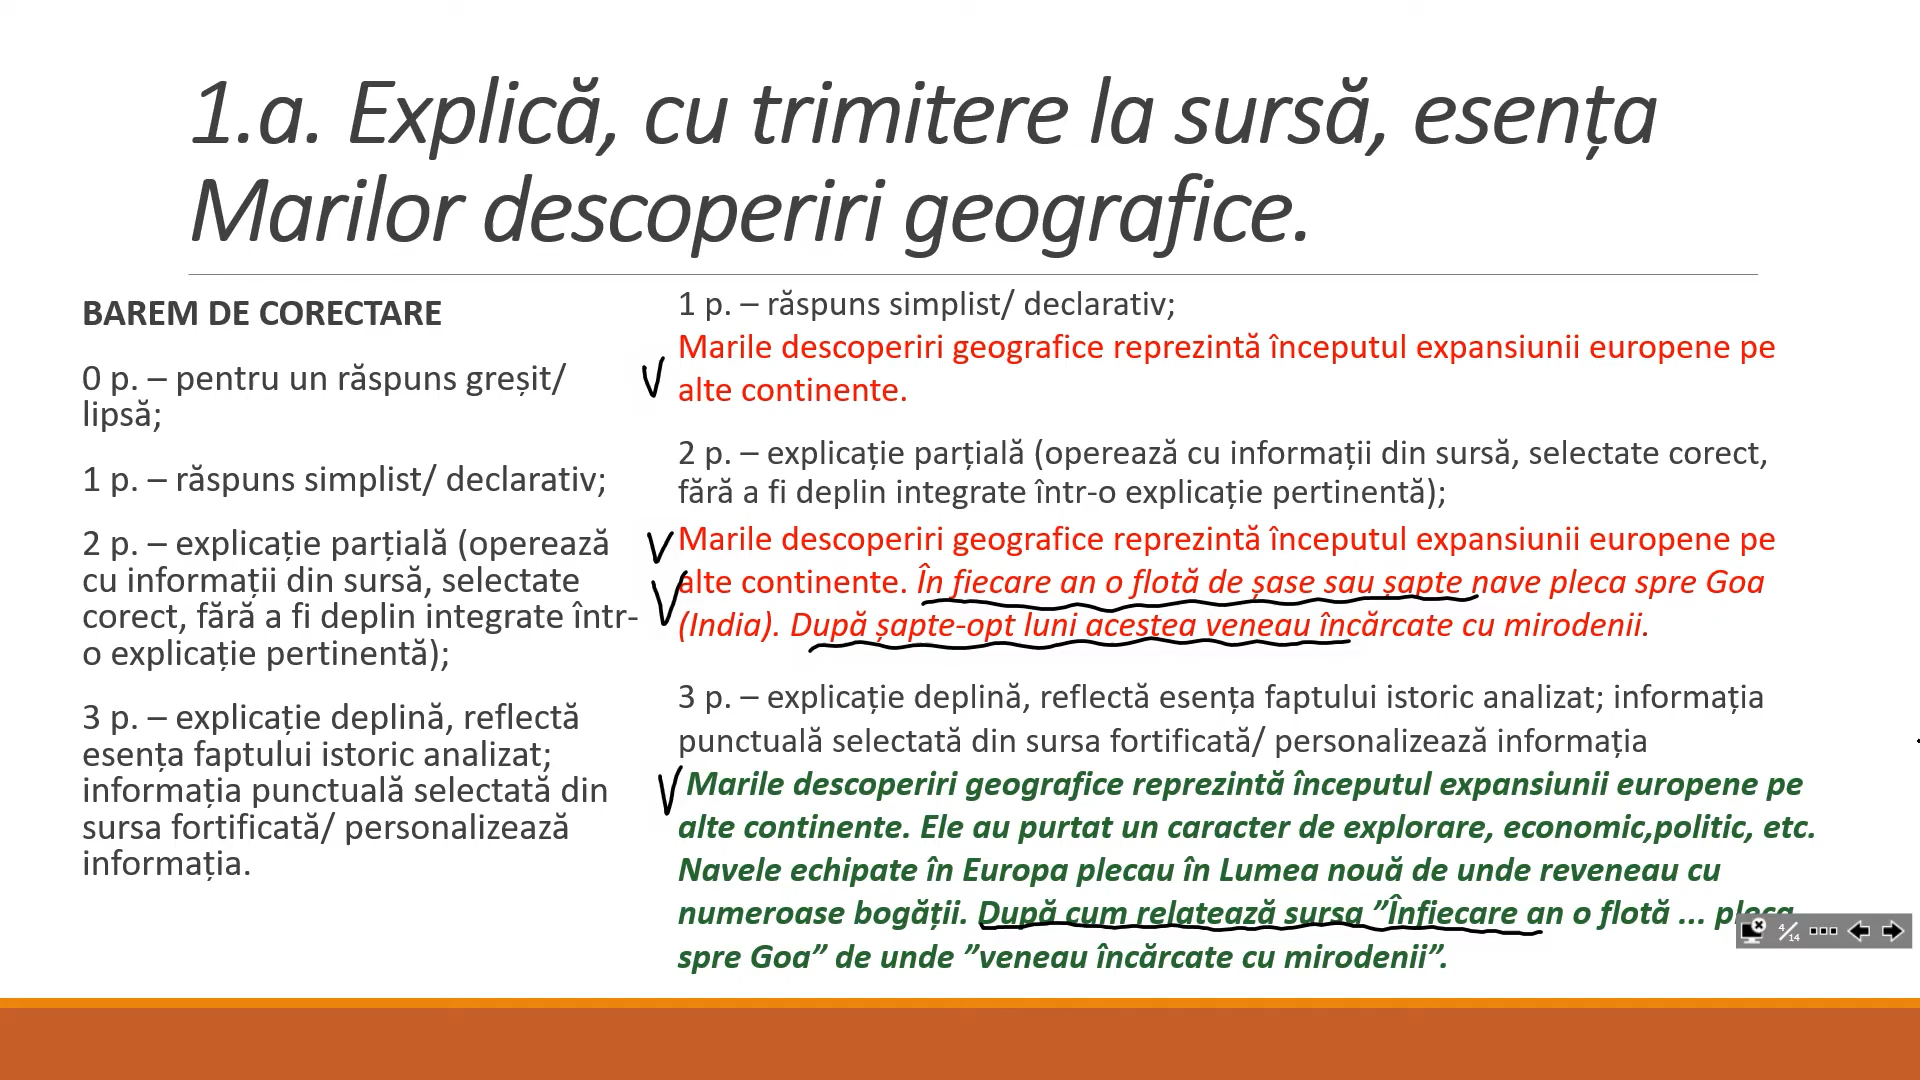 1.a. Explică, cu trimitere la sursă, esența
Marilor descoperiri geografice.
BAREM DE CORECTARE
0 p. – pentru un răspuns greșit/
lipsă;
1 p. – răspuns simplist/ declarativ;
2 p. – explicație parțială (operează
cu informații din sursă, selectate
corect, fără a fi deplin integrate într-
o explicație pertinentă);
3 p. – explicație deplină, reflectă
esența faptului istoric analizat;
informația punctuală selectată din
sursa fortificată/ personalizează
informația.
1 p. – răspuns simplist/ declarativ;
Marile descoperiri geografice reprezintă începutul expansiunii europene pe
alte continente.
2 p. – explicație parțială (operează cu informații din sursă, selectate corect,
fără a fi deplin integrate într-o explicație pertinentă);
Marile descoperiri geografice reprezintă începutul expansiunii europene pe
alte continente. În fiecare an o flotă de șase sau șapte nave pleca spre Goa
(India). După șapte-opt luni acestea veneau încărcate cu mirodenii.
3 p. – explicație deplină, reflectă esența faptului istoric analizat; informația
punctuală selectată din sursa fortificată/ personalizează informația
Marile descoperiri geografice reprezintă începutul expansiunii europene pe
alte continente. Ele au purtat un caracter de explorare, economic,politic, etc.
Navele echipate în Europa plecau în Lumea nouă de unde reveneau cu
numeroase bogății. După cum relatează sursa ”Înfiecare an o flotă ... pleca
spre Goa” de unde ”veneau încărcate cu mirodenii”.
4/14